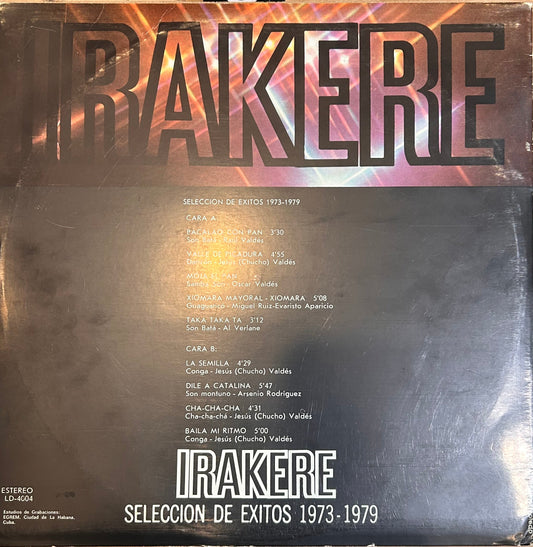 IRAKERE
SELECCION DE EXITOS 1973-1979
CARA A:
BACALAO CON PAN 3'30
Son Batá - Raúl Valdés
VALLE DE PICADURA 4'55
Danzón - Jesús (Chucho) Valdés
PAN
Samba Son - Oscar Valdés
XIOMARA MAYORAL - XIOMARA 5'08
Guaguancó - Miguel Ruiz-Evaristo Aparicio
TAKA TAKA TA 3'12
Son Batá - Al Verlane
CARA B:
LA SEMILLA 4'29
Conga - Jesús (Chucho) Valdés
DILE A CATALINA 5'47
Son montuno - Arsenio Rodríguez
CHA-CHA-CHA 4'31
Cha-cha-chá - Jesús (Chucho) Valdés
BAILA MI RITMO 5'00
Conga - Jesús (Chucho) Valdés
IRAKERE
SELECCION DE EXITOS 1973-1979
ESTEREO
LD-4004
Estudios de Grabaciones:
EGREM, Ciudad de La Habana,
Cuba.